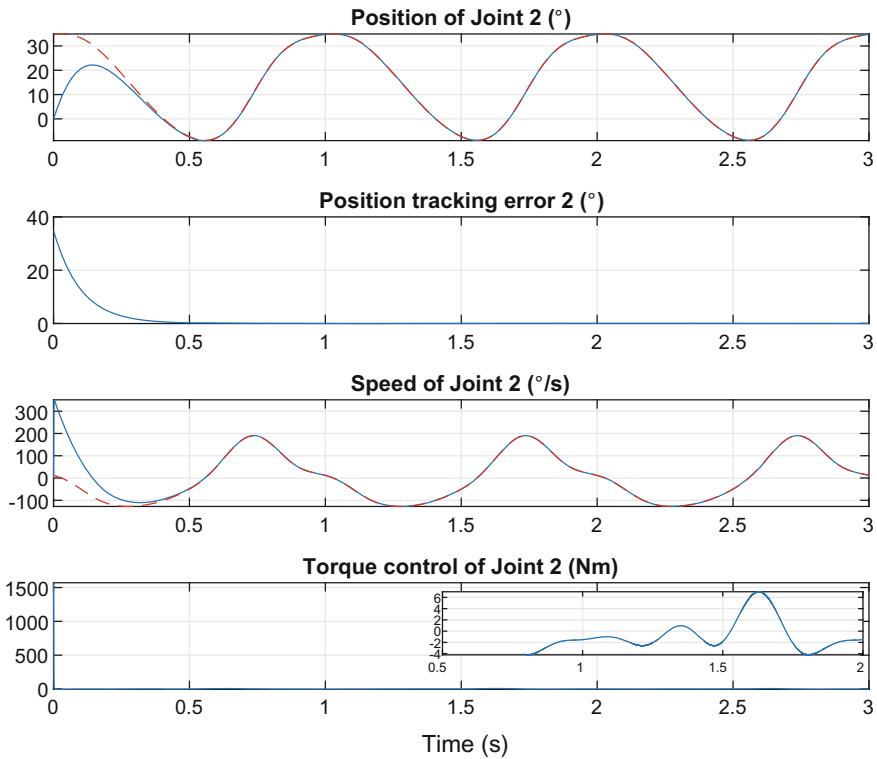 Position of Joint 2 (°)
30
20
10
0
0 0.5 1 1.5 2 2.5 3
Position tracking error 2 (°)
40
20
0
0 0.5 1 1.5 2 2.5 3
Speed of Joint 2 (°/s)
300
200
100
0
-100
0 0.5 1 1.5 2 2.5 3
Torque control of Joint 2 (Nm)
1500
1000
500
0
6
4
2
0
-2
-4
0.5 1 1.5 2
0 0.5 1 1.5 2 2.5 3
Time (s)